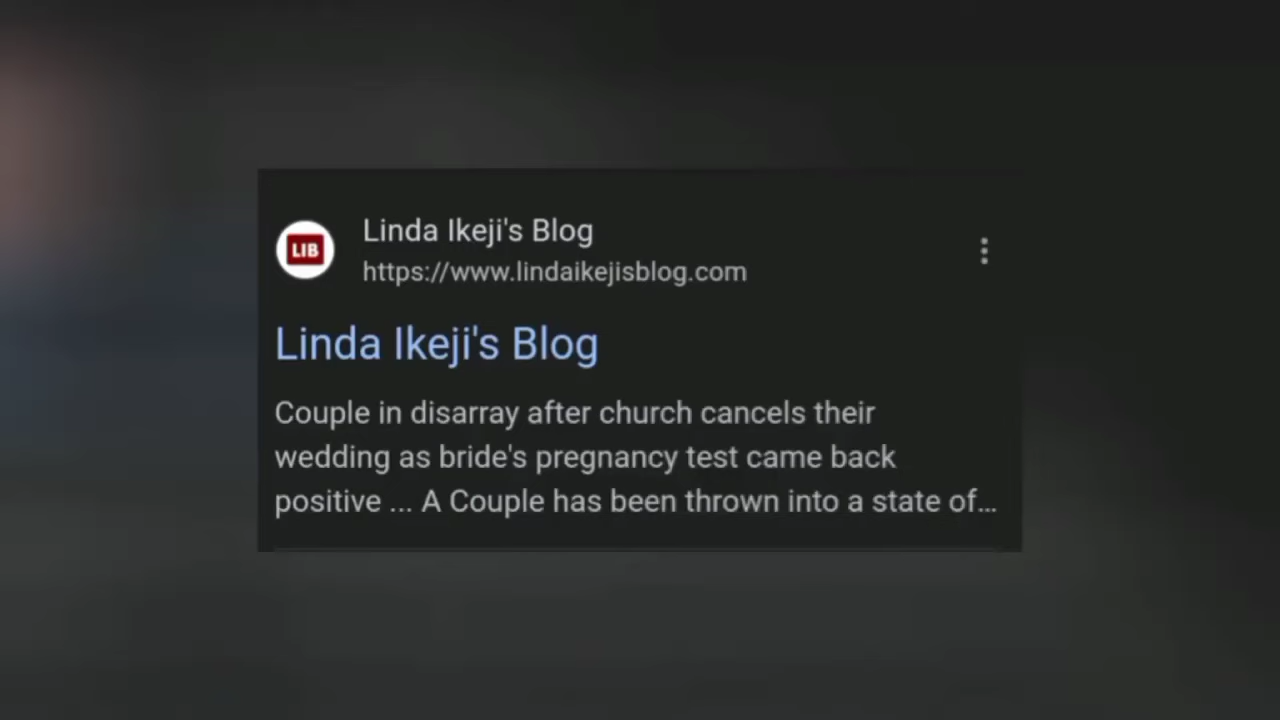 LIB
Linda Ikeji's Blog
https://www.lindaikejisblog.com
Linda Ikeji's Blog
Couple in disarray after church cancels their
wedding as bride's pregnancy test came back
positive ... A Couple has been thrown into a state of...